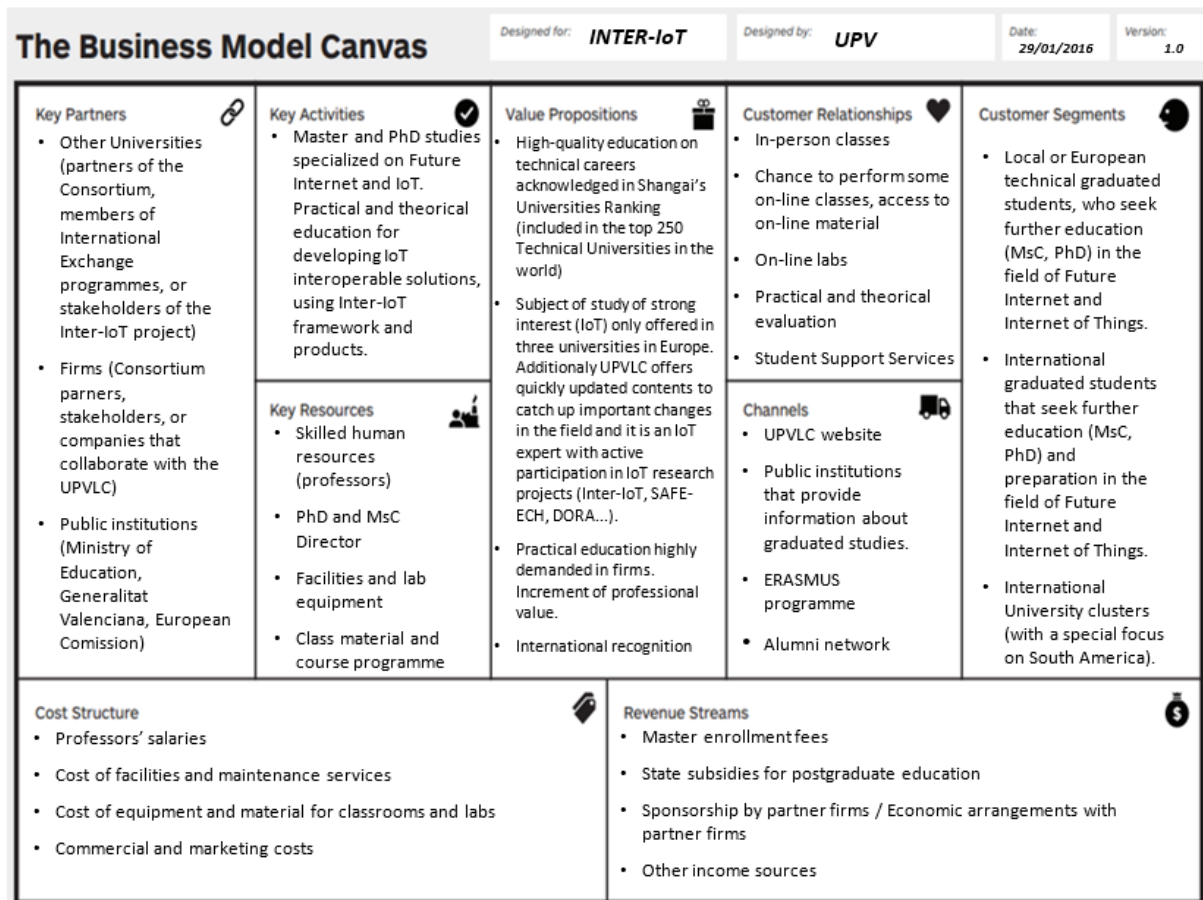 The Business Model Canvas
Designed for: INTER-IoT
Designed by: UPV
Date:
29/01/2016
Version:
1.0
Key Partners
• Other Universities
(partners of the
Consortium,
members of
International
Exchange
programmes, or
stakeholders of the
Inter-IoT project)
• Firms (Consortium
parners,
stakeholders, or
companies that
collaborate with the
UPVLC)
• Public institutions
(Ministry of
Education,
Generalitat
Valenciana, European
Comission)
Key Activities
• Master and PhD studies
specialized on Future
Internet and IoT.
Practical and theorical
education for
developing IoT
interoperable solutions,
using Inter-IoT
framework and
products.
Key Resources
• Skilled human
resources
(professors)
• PhD and MsC
Director
• Facilities and lab
equipment
• Class material and
course programme
Value Propositions
• High-quality education on
technical careers
acknowledged in Shangai's
Universities Ranking
(included in the top 250
Technical Universities in the
world)
• Subject of study of strong
interest (IoT) only offered in
three universities in Europe.
Additionaly UPVLC offers
quickly updated contents to
catch up important changes
in the field and it is an IoT
expert with active
participation in IoT research
projects (Inter-IoT, SAFE-
ECH, DORA...).
• Practical education highly
demanded in firms.
Increment of professional
value.
• International recognition
Customer Relationships
• In-person classes
• Chance to perform some
on-line classes, access to
on-line material
• On-line labs
• Practical and theorical
evaluation
• Student Support Services
Channels
• UPVLC website
• Public institutions
that provide
information about
graduated studies.
• ERASMUS
programme
• Alumni network
Customer Segments
• Local or European
technical graduated
students, who seek
further education
(MsC, PhD) in the
field of Future
Internet and
Internet of Things.
• International
graduated students
that seek further
education (MsC,
PhD) and
preparation in the
field of Future
Internet and
Internet of Things.
• International
University clusters
(with a special focus
on South America).
Cost Structure
• Professors' salaries
• Cost of facilities and maintenance services
• Cost of equipment and material for classrooms and labs
• Commercial and marketing costs
Revenue Streams
• Master enrollment fees
• State subsidies for postgraduate education
• Sponsorship by partner firms / Economic arrangements with
partner firms
• Other income sources